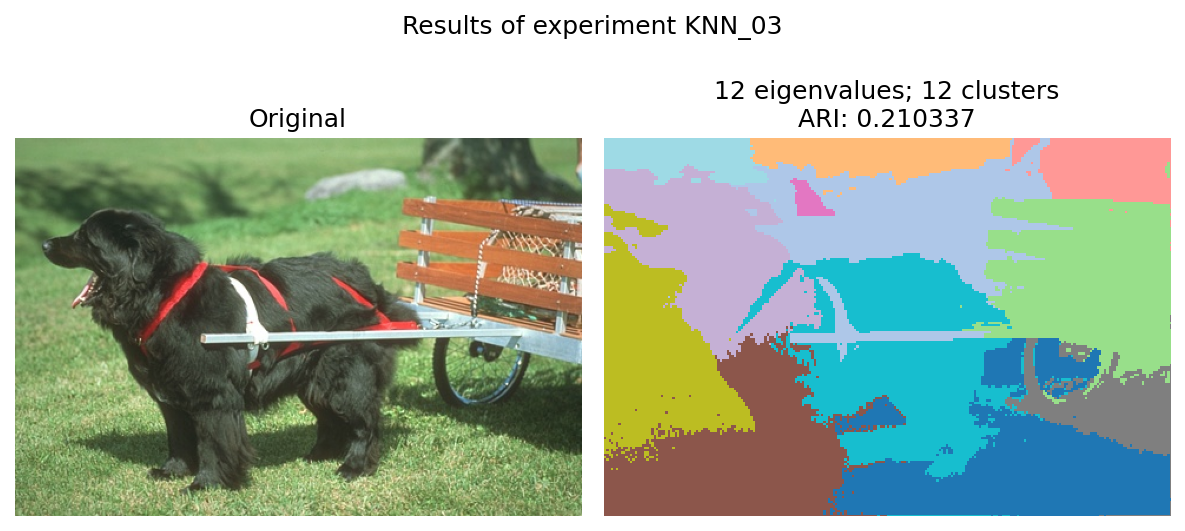 Results of experiment KNN_03
Original
12 eigenvalues; 12 clusters
ARI: 0.210337